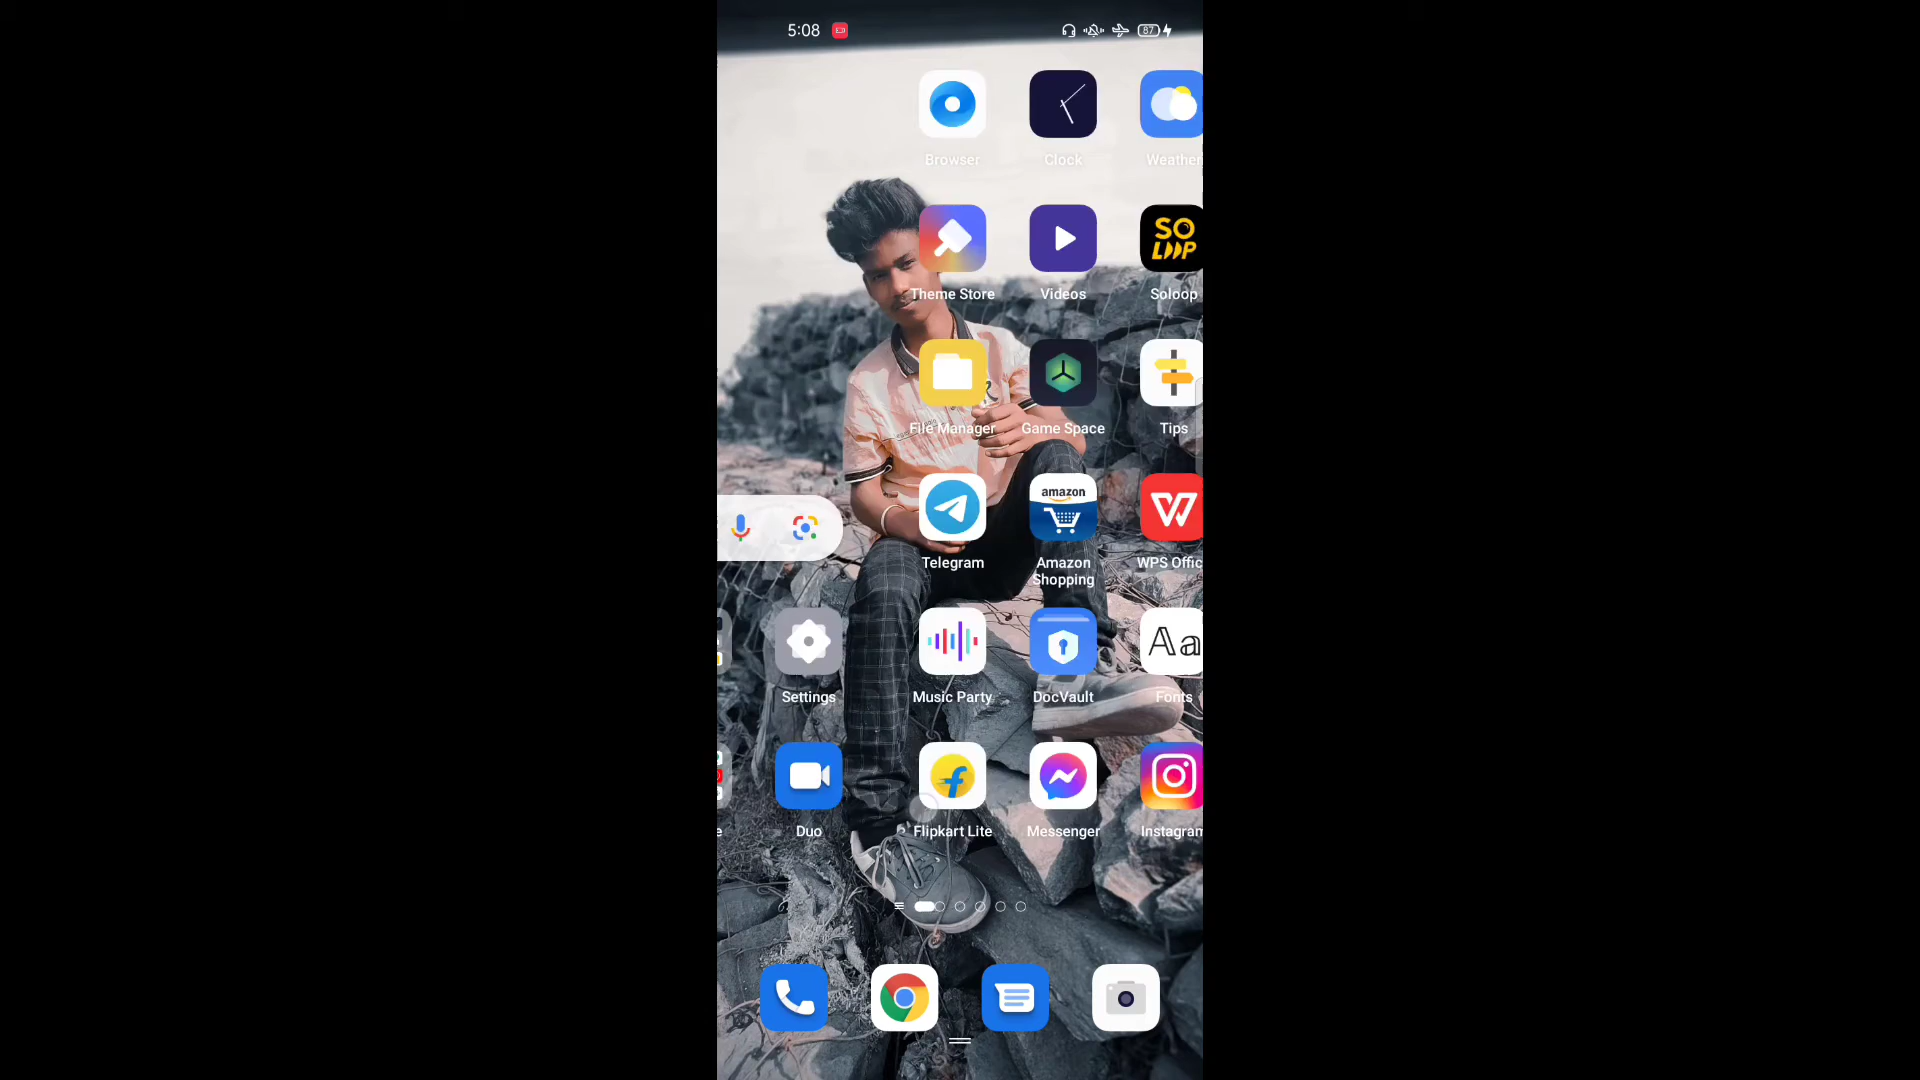 5:08
87
Browser
Clock
Weather
SO
LOOP
Theme Store
Videos
Soloop
File Manager
Game Space
Tips
amazon
Telegram
Amazon
Shopping
WPS Offic
Aa
Settings
Music Party
DocVault
Fonts
e
Duo
Flipkart Lite
Messenger
Instagram